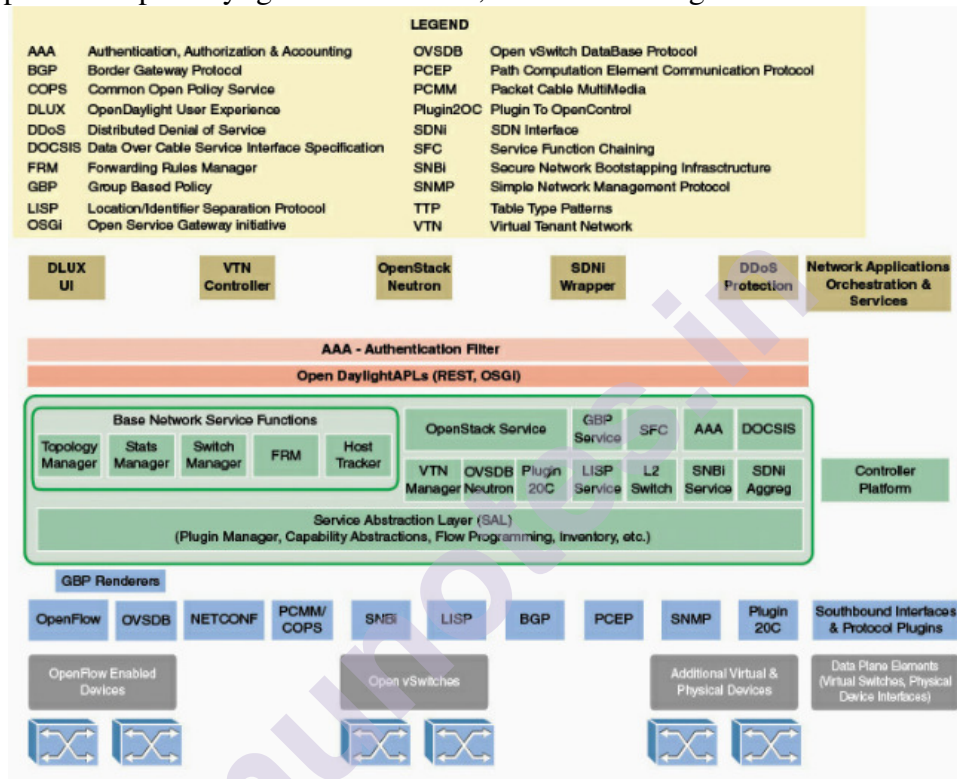 LEGEND
AAA Authentication, Authorization & Accounting
BGP Border Gateway Protocol
COPS Common Open Policy Service
DLUX OpenDaylight User Experience
DDoS Distributed Denial of Service
DOCSIS Data Over Cable Service Interface Specification
FRM Forwarding Rules Manager
GBP Group Based Policy
LISP Location/Identifier Separation Protocol
OSGi Open Service Gateway initiative
OVSDB Open vSwitch DataBase Protocol
PCEP Path Computation Element Communication Protocol
PCMM Packet Cable MultiMedia
Plugin2OC Plugin To OpenControl
SDNi SDN Interface
SFC Service Function Chaining
SNBi Secure Network Bootstapping Infrasctructure
SNMP Simple Network Management Protocol
TTP Table Type Patterns
VTN Virtual Tenant Network
DLUX
UI
VTN
Controller
OpenStack
Neutron
SDNi
Wrapper
DDoS
Protection
Network Applications
Orchestration &
Services
AAA - Authentication Filter
Open DaylightAPLs (REST, OSGi)
Base Network Service Functions
Topology
Manager
Stats
Manager
Switch
Manager
FRM
Host
Tracker
OpenStack Service
GBP
Service
SFC
AAA
DOCSIS
VTN
Manager
OVSDB
Neutron
Plugin
20C
LISP
Service
L2
Switch
SNBi
Service
SDNi
Aggreg
Controller
Platform
Service Abstraction Layer (SAL)
(Plugin Manager, Capability Abstractions, Flow Programming, Inventory, etc.)
GBP Renderers
OpenFlow
OVSDB
NETCONF
PCMM/
COPS
SNBi
LISP
BGP
PCEP
SNMP
Plugin
20C
Southbound Interfaces
& Protocol Plugins
OpenFlow Enabled
Devices
Open vSwitches
Additional Virtual &
Physical Devices
Data Plane Elements
(Virtual Switches, Physical
Device Interfaces)
munotes.in